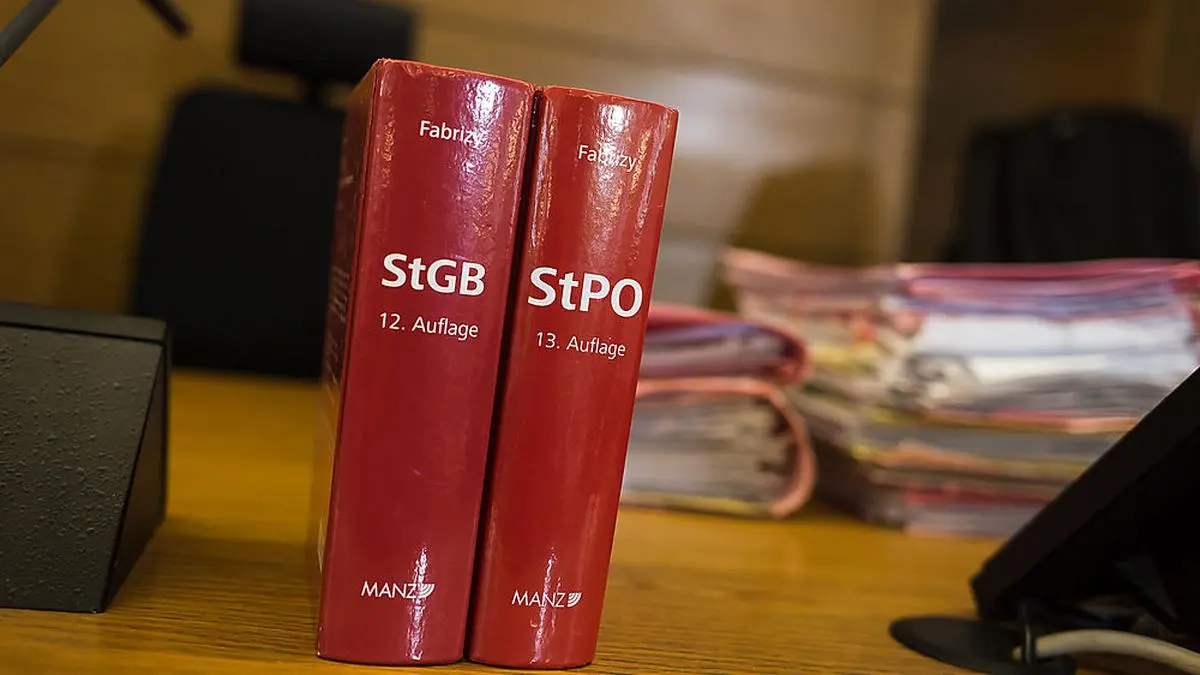 Fabrizy
StGB
12. Auflage
MANZ
Fabrizy
StPO
13. Auflage
MANZ